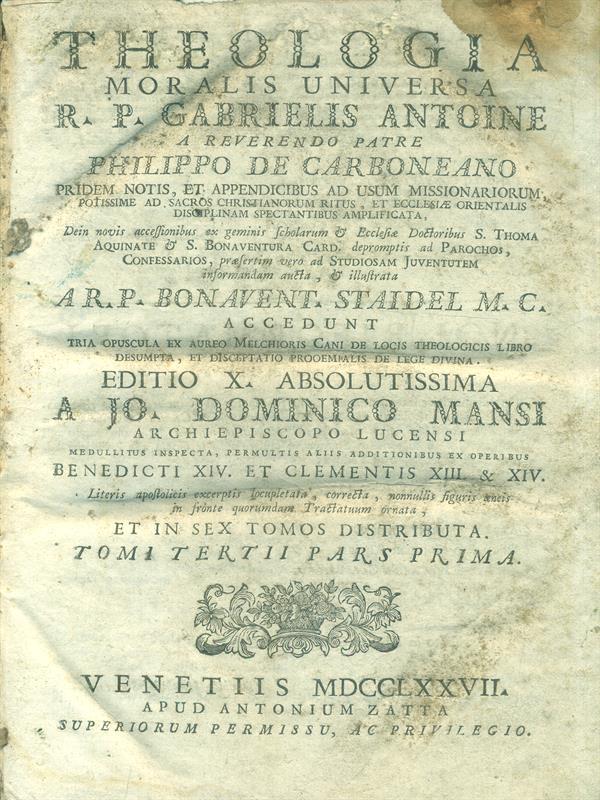 THEOLOGIA
MORALIS UNIVERSA
R. P. GABRIELIS ANTOINE
A REVERENDO PATRE
PHILIPPO DE CARBONEANO
PRIDEM NOTIS, ET APPENDICIBUS AD USUM MISSIONARIORUM,
POTISSIME AD SACROS CHRISTIANORUM RITUS, ET ECCLESIÆ ORIENTALIS
DISCIPLINAM SPECTANTIBUS AMPLIFICATA,
Dein novis accessionibus ex geminis scholarum & Ecclesiæ Doctoribus S. THOMA
AQUINATE & S. BONAVENTURA CARD. depromptis ad PAROCHOS,
CONFESSARIOS, præsertim vero ad STUDIOSAM JUVENTUTEM
informandam aucta, & illustrata
A R. P. BONAVENT. STAIDEL M. C.
ACCEDUNT
TRIA OPUSCULA EX AUREO MELCHIORIS CANI DE LOCIS THEOLOGICIS LIBRO
DESUMPTA, ET DISCEPTATIO PROOEMIALIS DE LEGE DIVINA.
EDITIO X. ABSOLUTISSIMA
A JO. DOMINICO MANSI
ARCHIEPISCOPO LUCENSI
MEDULLITUS INSPECTA, PERMULTIS ALIIS ADDITIONIBUS EX OPERIBUS
BENEDICTI XIV. ET CLEMENTIS XIII. & XIV.
Literis apostolicis excerptis locupletata, correcta, nonnullis figuris æneis
in fronte quorumdam Tractatuum ornata,
ET IN SEX TOMOS DISTRIBUTA.
TOMI TERTII PARS PRIMA.
VENETIIS MDCCLXXVII.
APUD ANTONIUM ZATTA
SUPERIORUM PERMISSU, AC PRIVILEGIO.